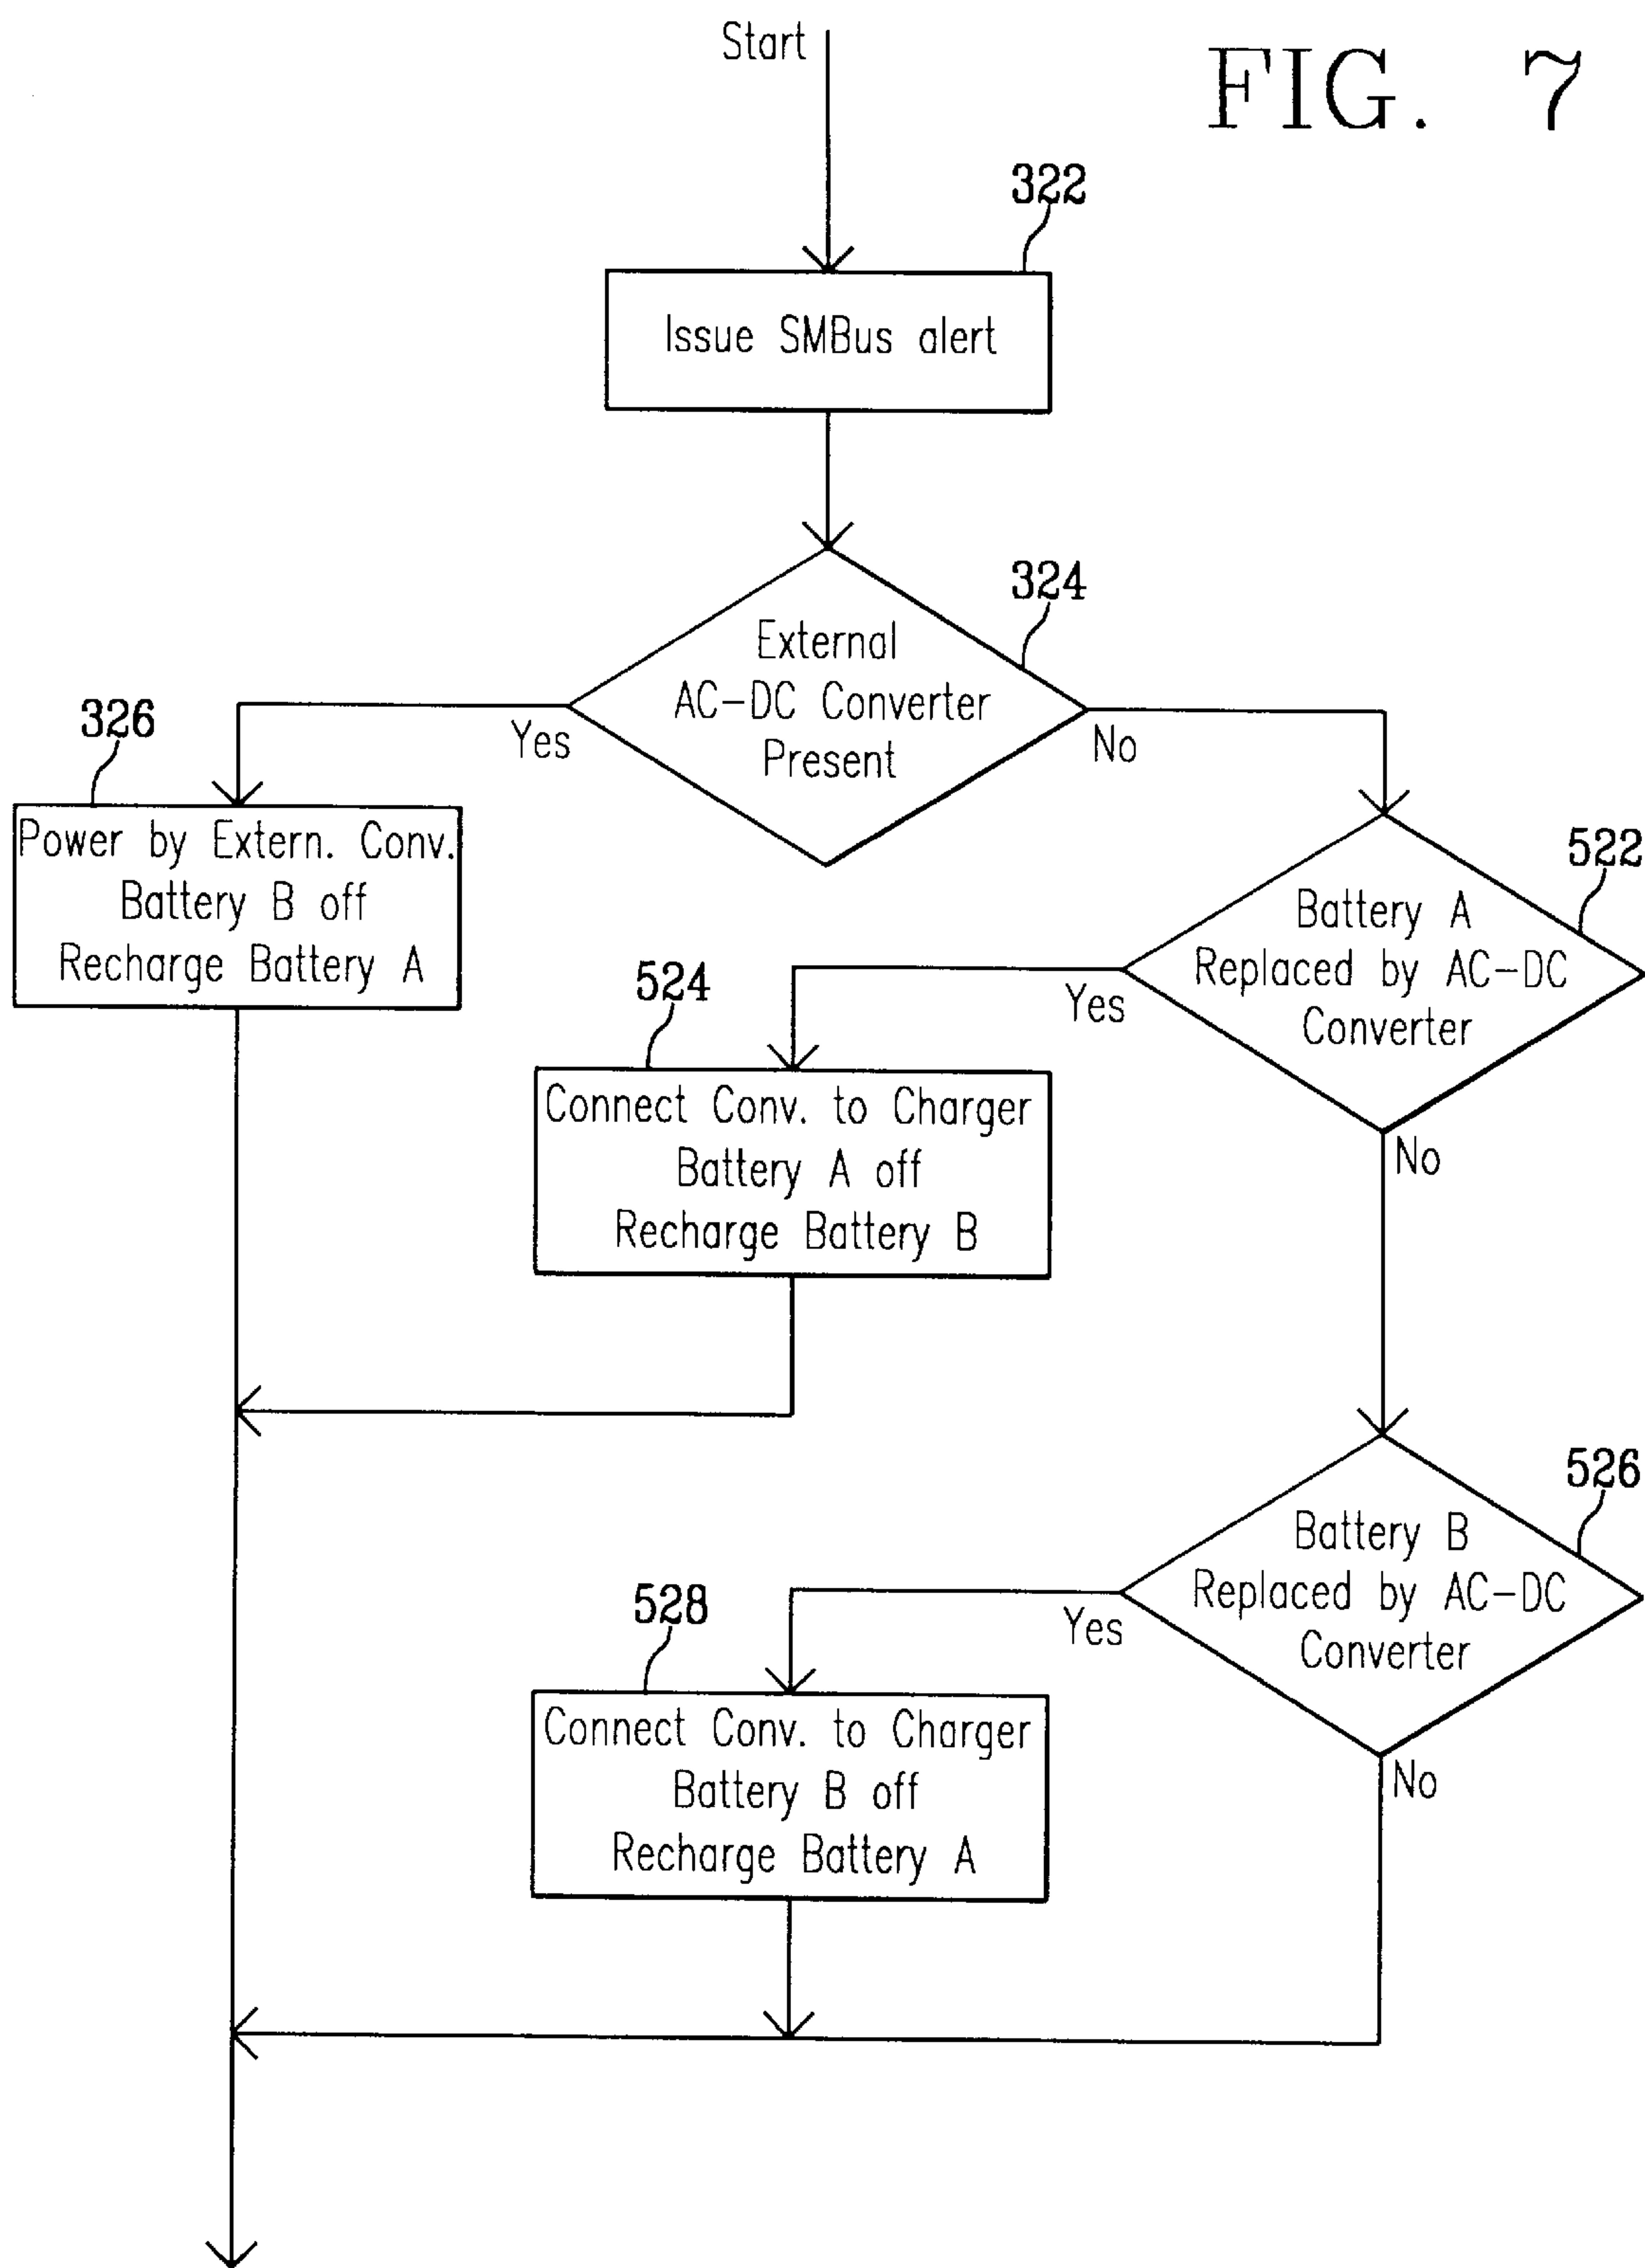 Start
FIG. 7
322
Issue SMBus alert
324
External
AC-DC Converter
Present
Yes
No
326
Power by Extern. Conv.
Battery B off
Recharge Battery A
522
Battery A
Replaced by AC-DC
Converter
Yes
No
524
Connect Conv. to Charger
Battery A off
Recharge Battery B
526
Battery B
Replaced by AC-DC
Converter
Yes
No
528
Connect Conv. to Charger
Battery B off
Recharge Battery A